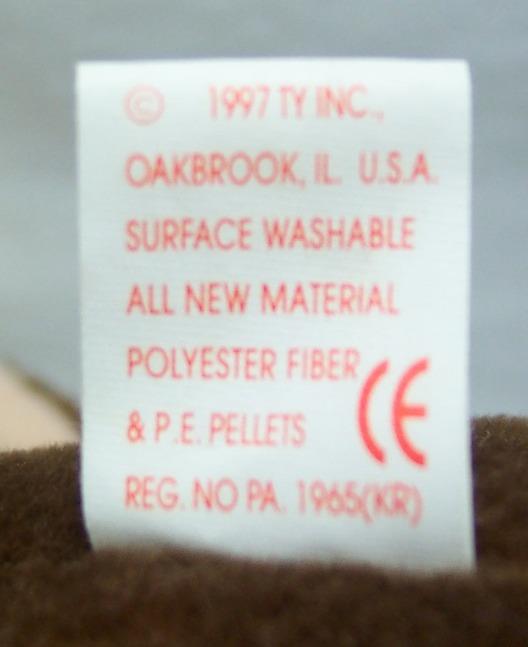 © 1997 TY INC.,
OAKBROOK, IL. U.S.A.
SURFACE WASHABLE
ALL NEW MATERIAL
POLYESTER FIBER
& P.E. PELLETS CE
REG. NO PA. 1965(KR)